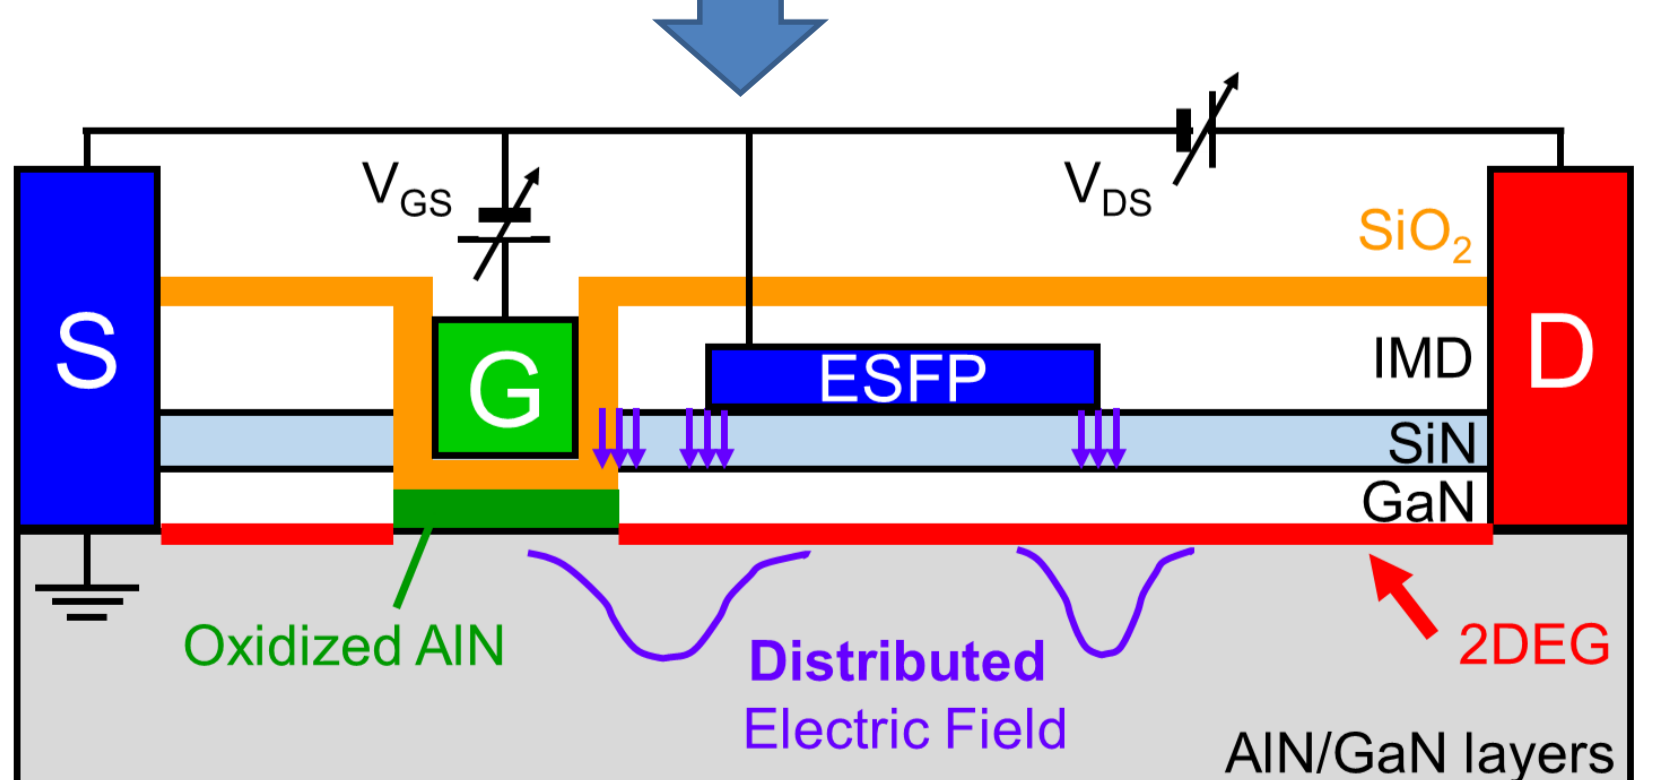 V_GS
V_DS
SiO₂
S
G
ESFP
IMD
D
SiN
GaN
Oxidized AlN
Distributed
Electric Field
2DEG
AlN/GaN layers